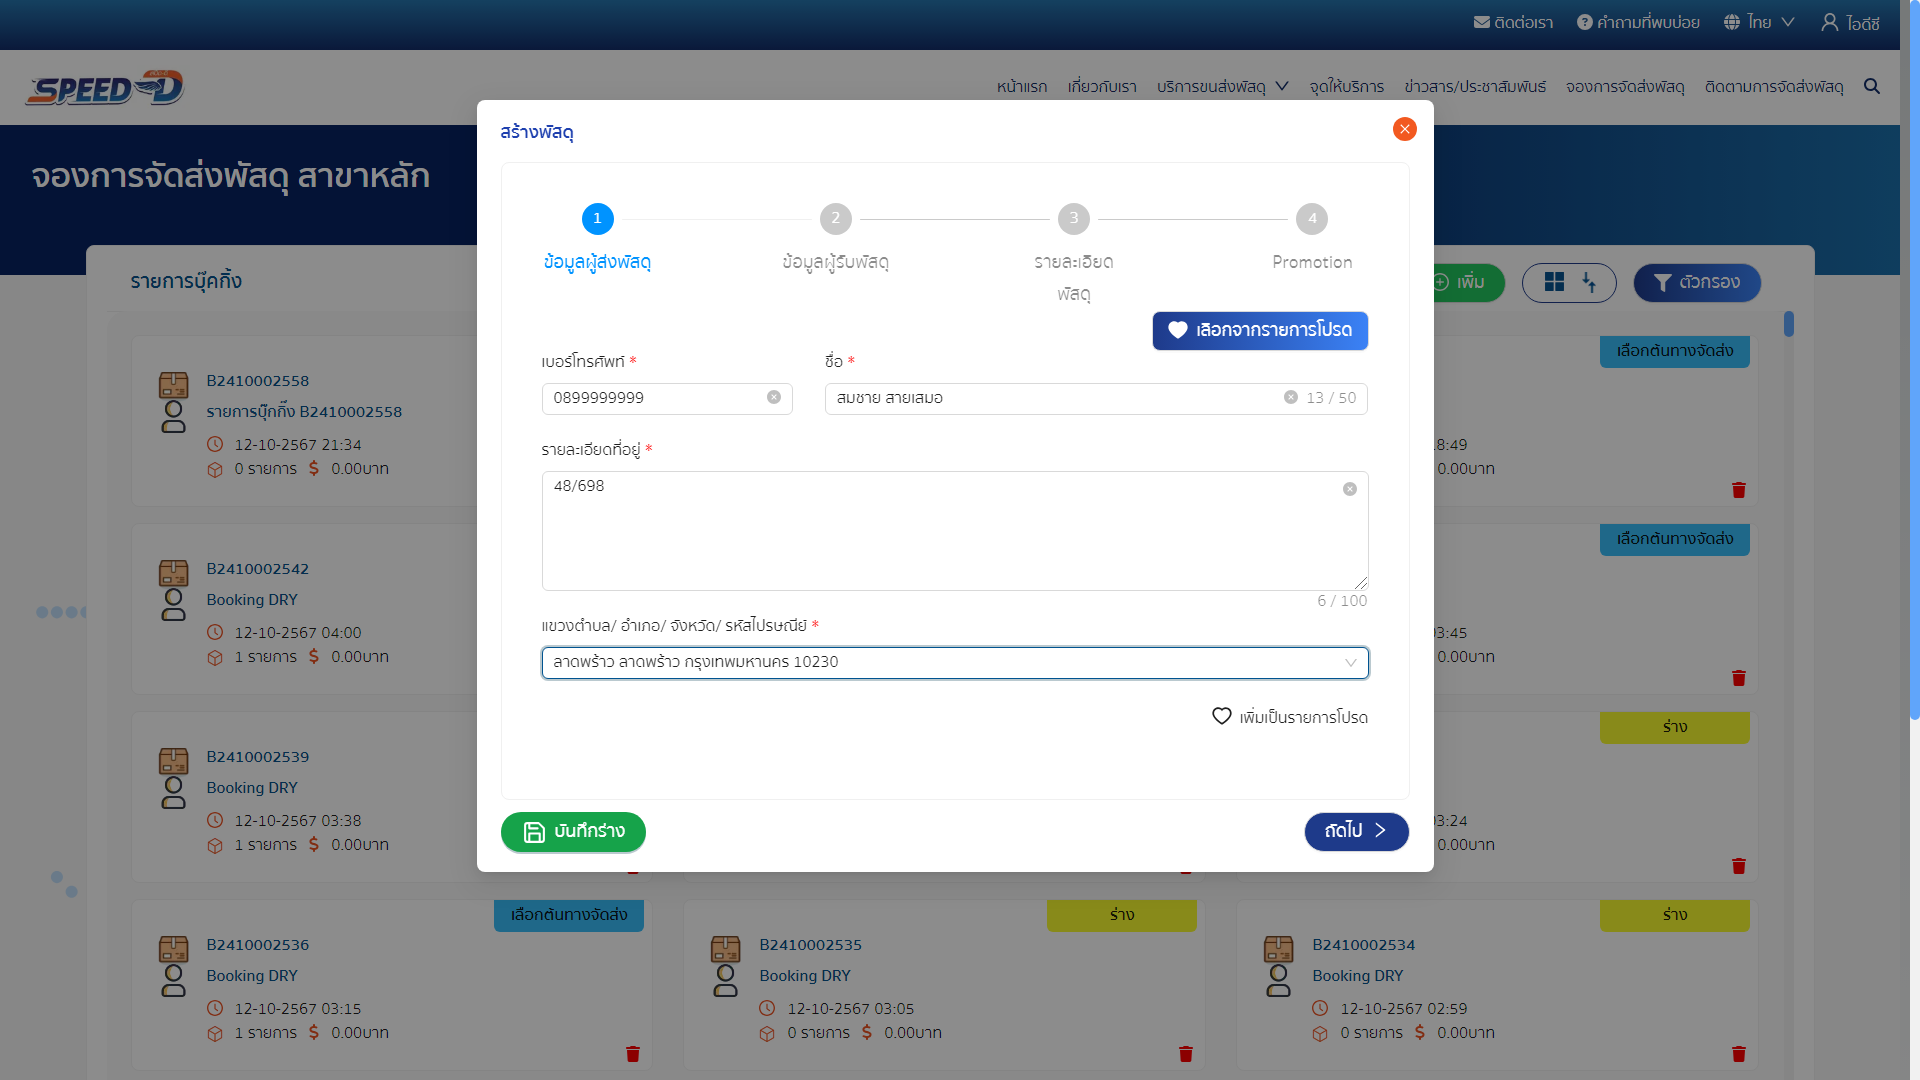 ติดต่อเรา คำถามที่พบบ่อย ไทย ไอดีซี
SPEED-D
หน้าแรก เกี่ยวกับเรา บริการขนส่งพัสดุ จุดให้บริการ ข่าวสาร/ประชาสัมพันธ์ จองการจัดส่งพัสดุ ติดตามการจัดส่งพัสดุ
จองการจัดส่งพัสดุ สาขาหลัก
สร้างพัสดุ
1 2 3 4
ข้อมูลผู้ส่งพัสดุ ข้อมูลผู้รับพัสดุ รายละเอียด Promotion
พัสดุ
เลือกจากรายการโปรด
เบอร์โทรศัพท์ * ชื่อ *
0899999999 สมชาย สายเสมอ 13 / 50
รายละเอียดที่อยู่ *
48/698
6 / 100
แขวงตำบล/ อำเภอ/ จังหวัด/ รหัสไปรษณีย์ *
ลาดพร้าว ลาดพร้าว กรุงเทพมหานคร 10230
เพิ่มเป็นรายการโปรด
บันทึกร่าง ถัดไป
รายการบุ๊คกิ้ง เพิ่ม ตัวกรอง
B2410002558
รายการบุ๊กกิ๊ง B2410002558
12-10-2567 21:34
0 รายการ $ 0.00บาท
เลือกต้นทางจัดส่ง
8:49
0.00บาท
B2410002542
Booking DRY
12-10-2567 04:00
1 รายการ $ 0.00บาท
เลือกต้นทางจัดส่ง
3:45
0.00บาท
B2410002539
Booking DRY
12-10-2567 03:38
1 รายการ $ 0.00บาท
ร่าง
3:24
0.00บาท
เลือกต้นทางจัดส่ง
B2410002536
Booking DRY
12-10-2567 03:15
1 รายการ $ 0.00บาท
ร่าง
B2410002535
Booking DRY
12-10-2567 03:05
0 รายการ $ 0.00บาท
ร่าง
B2410002534
Booking DRY
12-10-2567 02:59
0 รายการ $ 0.00บาท